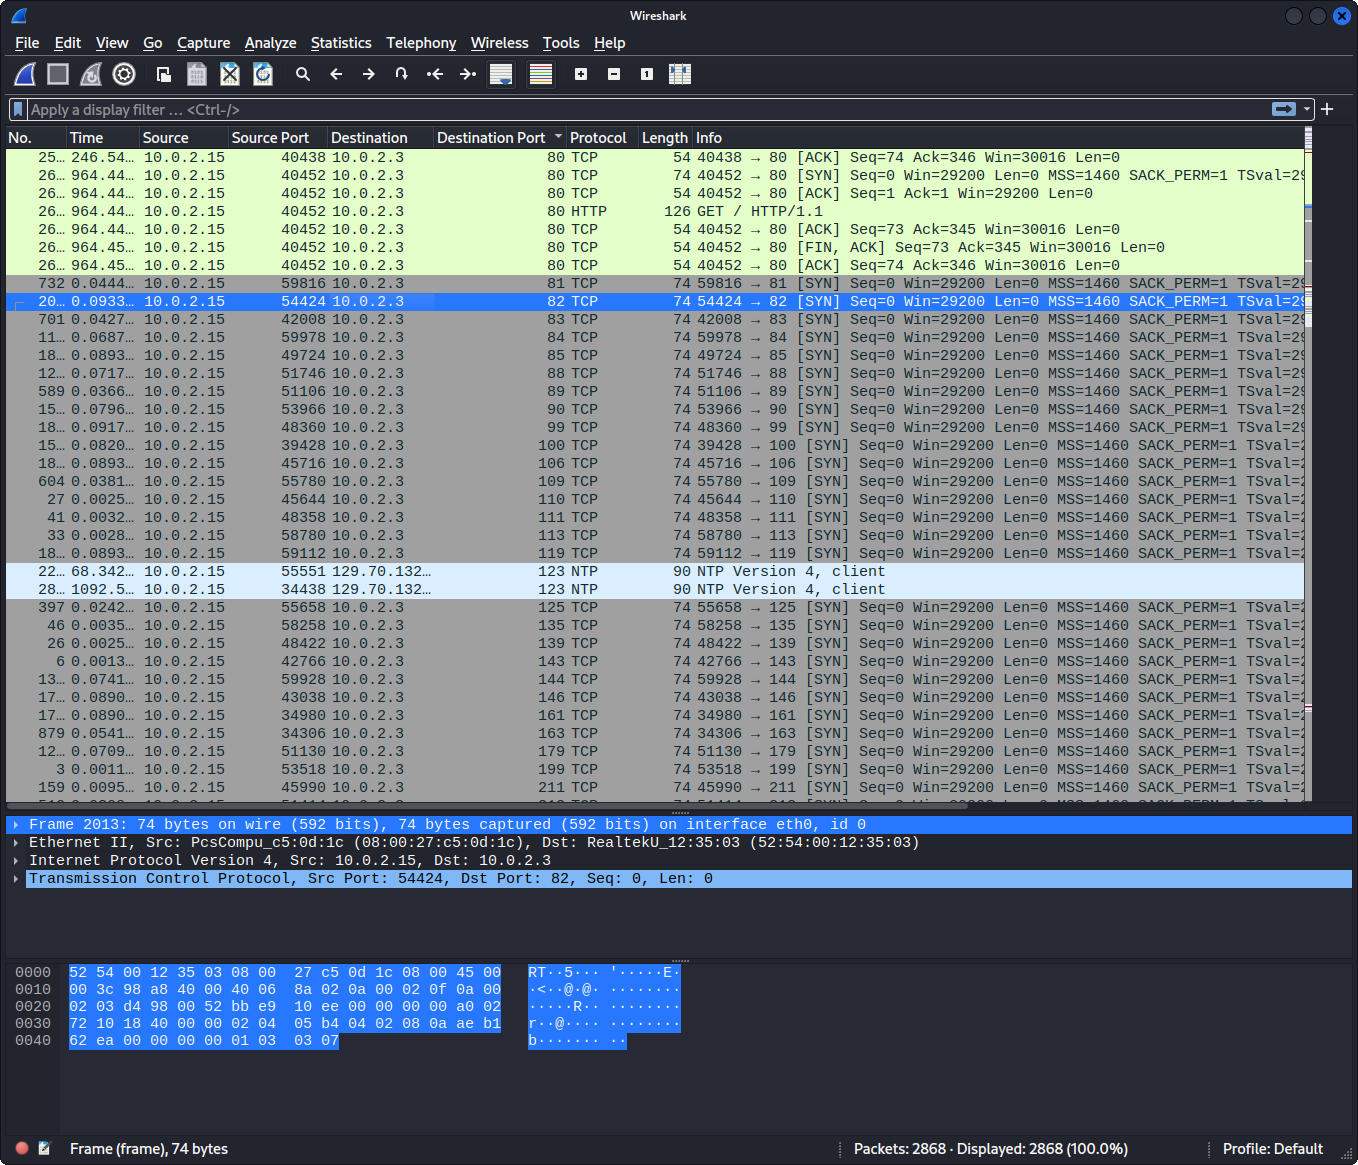 Wireshark
File Edit View Go Capture Analyze Statistics Telephony Wireless Tools Help
Apply a display filter … <Ctrl-/>
No. Time Source Source Port Destination Destination Port Protocol Length Info
25… 246.54… 10.0.2.15 40438 10.0.2.3 80 TCP 54 40438 → 80 [ACK] Seq=74 Ack=346 Win=30016 Len=0
26… 964.44… 10.0.2.15 40452 10.0.2.3 80 TCP 74 40452 → 80 [SYN] Seq=0 Win=29200 Len=0 MSS=1460 SACK_PERM=1 TSval=29
26… 964.44… 10.0.2.15 40452 10.0.2.3 80 TCP 54 40452 → 80 [ACK] Seq=1 Ack=1 Win=29200 Len=0
26… 964.44… 10.0.2.15 40452 10.0.2.3 80 HTTP 126 GET / HTTP/1.1
26… 964.44… 10.0.2.15 40452 10.0.2.3 80 TCP 54 40452 → 80 [ACK] Seq=73 Ack=345 Win=30016 Len=0
26… 964.45… 10.0.2.15 40452 10.0.2.3 80 TCP 54 40452 → 80 [FIN, ACK] Seq=73 Ack=345 Win=30016 Len=0
26… 964.45… 10.0.2.15 40452 10.0.2.3 80 TCP 54 40452 → 80 [ACK] Seq=74 Ack=346 Win=30016 Len=0
732 0.0444… 10.0.2.15 59816 10.0.2.3 81 TCP 74 59816 → 81 [SYN] Seq=0 Win=29200 Len=0 MSS=1460 SACK_PERM=1 TSval=29
20… 0.0933… 10.0.2.15 54424 10.0.2.3 82 TCP 74 54424 → 82 [SYN] Seq=0 Win=29200 Len=0 MSS=1460 SACK_PERM=1 TSval=29
701 0.0427… 10.0.2.15 42008 10.0.2.3 83 TCP 74 42008 → 83 [SYN] Seq=0 Win=29200 Len=0 MSS=1460 SACK_PERM=1 TSval=29
11… 0.0687… 10.0.2.15 59978 10.0.2.3 84 TCP 74 59978 → 84 [SYN] Seq=0 Win=29200 Len=0 MSS=1460 SACK_PERM=1 TSval=29
18… 0.0893… 10.0.2.15 49724 10.0.2.3 85 TCP 74 49724 → 85 [SYN] Seq=0 Win=29200 Len=0 MSS=1460 SACK_PERM=1 TSval=29
12… 0.0717… 10.0.2.15 51746 10.0.2.3 88 TCP 74 51746 → 88 [SYN] Seq=0 Win=29200 Len=0 MSS=1460 SACK_PERM=1 TSval=29
589 0.0366… 10.0.2.15 51106 10.0.2.3 89 TCP 74 51106 → 89 [SYN] Seq=0 Win=29200 Len=0 MSS=1460 SACK_PERM=1 TSval=29
15… 0.0796… 10.0.2.15 53966 10.0.2.3 90 TCP 74 53966 → 90 [SYN] Seq=0 Win=29200 Len=0 MSS=1460 SACK_PERM=1 TSval=29
18… 0.0917… 10.0.2.15 48360 10.0.2.3 99 TCP 74 48360 → 99 [SYN] Seq=0 Win=29200 Len=0 MSS=1460 SACK_PERM=1 TSval=29
15… 0.0820… 10.0.2.15 39428 10.0.2.3 100 TCP 74 39428 → 100 [SYN] Seq=0 Win=29200 Len=0 MSS=1460 SACK_PERM=1 TSval=2
18… 0.0893… 10.0.2.15 45716 10.0.2.3 106 TCP 74 45716 → 106 [SYN] Seq=0 Win=29200 Len=0 MSS=1460 SACK_PERM=1 TSval=2
604 0.0381… 10.0.2.15 55780 10.0.2.3 109 TCP 74 55780 → 109 [SYN] Seq=0 Win=29200 Len=0 MSS=1460 SACK_PERM=1 TSval=2
27 0.0025… 10.0.2.15 45644 10.0.2.3 110 TCP 74 45644 → 110 [SYN] Seq=0 Win=29200 Len=0 MSS=1460 SACK_PERM=1 TSval=2
41 0.0032… 10.0.2.15 48358 10.0.2.3 111 TCP 74 48358 → 111 [SYN] Seq=0 Win=29200 Len=0 MSS=1460 SACK_PERM=1 TSval=2
33 0.0028… 10.0.2.15 58780 10.0.2.3 113 TCP 74 58780 → 113 [SYN] Seq=0 Win=29200 Len=0 MSS=1460 SACK_PERM=1 TSval=2
18… 0.0893… 10.0.2.15 59112 10.0.2.3 119 TCP 74 59112 → 119 [SYN] Seq=0 Win=29200 Len=0 MSS=1460 SACK_PERM=1 TSval=2
22… 68.342… 10.0.2.15 55551 129.70.132… 123 NTP 90 NTP Version 4, client
28… 1092.5… 10.0.2.15 34438 129.70.132… 123 NTP 90 NTP Version 4, client
397 0.0242… 10.0.2.15 55658 10.0.2.3 125 TCP 74 55658 → 125 [SYN] Seq=0 Win=29200 Len=0 MSS=1460 SACK_PERM=1 TSval=2
46 0.0035… 10.0.2.15 58258 10.0.2.3 135 TCP 74 58258 → 135 [SYN] Seq=0 Win=29200 Len=0 MSS=1460 SACK_PERM=1 TSval=2
26 0.0025… 10.0.2.15 48422 10.0.2.3 139 TCP 74 48422 → 139 [SYN] Seq=0 Win=29200 Len=0 MSS=1460 SACK_PERM=1 TSval=2
6 0.0013… 10.0.2.15 42766 10.0.2.3 143 TCP 74 42766 → 143 [SYN] Seq=0 Win=29200 Len=0 MSS=1460 SACK_PERM=1 TSval=2
13… 0.0741… 10.0.2.15 59928 10.0.2.3 144 TCP 74 59928 → 144 [SYN] Seq=0 Win=29200 Len=0 MSS=1460 SACK_PERM=1 TSval=2
17… 0.0890… 10.0.2.15 43038 10.0.2.3 146 TCP 74 43038 → 146 [SYN] Seq=0 Win=29200 Len=0 MSS=1460 SACK_PERM=1 TSval=2
17… 0.0890… 10.0.2.15 34980 10.0.2.3 161 TCP 74 34980 → 161 [SYN] Seq=0 Win=29200 Len=0 MSS=1460 SACK_PERM=1 TSval=2
879 0.0541… 10.0.2.15 34306 10.0.2.3 163 TCP 74 34306 → 163 [SYN] Seq=0 Win=29200 Len=0 MSS=1460 SACK_PERM=1 TSval=2
12… 0.0709… 10.0.2.15 51130 10.0.2.3 179 TCP 74 51130 → 179 [SYN] Seq=0 Win=29200 Len=0 MSS=1460 SACK_PERM=1 TSval=2
3 0.0011… 10.0.2.15 53518 10.0.2.3 199 TCP 74 53518 → 199 [SYN] Seq=0 Win=29200 Len=0 MSS=1460 SACK_PERM=1 TSval=2
159 0.0095… 10.0.2.15 45990 10.0.2.3 211 TCP 74 45990 → 211 [SYN] Seq=0 Win=29200 Len=0 MSS=1460 SACK_PERM=1 TSval=2
Frame 2013: 74 bytes on wire (592 bits), 74 bytes captured (592 bits) on interface eth0, id 0
Ethernet II, Src: PcsCompu_c5:0d:1c (08:00:27:c5:0d:1c), Dst: RealtekU_12:35:03 (52:54:00:12:35:03)
Internet Protocol Version 4, Src: 10.0.2.15, Dst: 10.0.2.3
Transmission Control Protocol, Src Port: 54424, Dst Port: 82, Seq: 0, Len: 0
0000 52 54 00 12 35 03 08 00 27 c5 0d 1c 08 00 45 00 RT··5··· '·····E·
0010 00 3c 98 a8 40 00 40 06 8a 02 0a 00 02 0f 0a 00 ·<··@·@· ········
0020 02 03 d4 98 00 52 bb e9 10 ee 00 00 00 00 a0 02 ·····R·· ········
0030 72 10 18 40 00 00 02 04 05 b4 04 02 08 0a ae b1 r··@···· ········
0040 62 ea 00 00 00 00 01 03 03 07 b······· ··
Frame (frame), 74 bytes
Packets: 2868 · Displayed: 2868 (100.0%)
Profile: Default